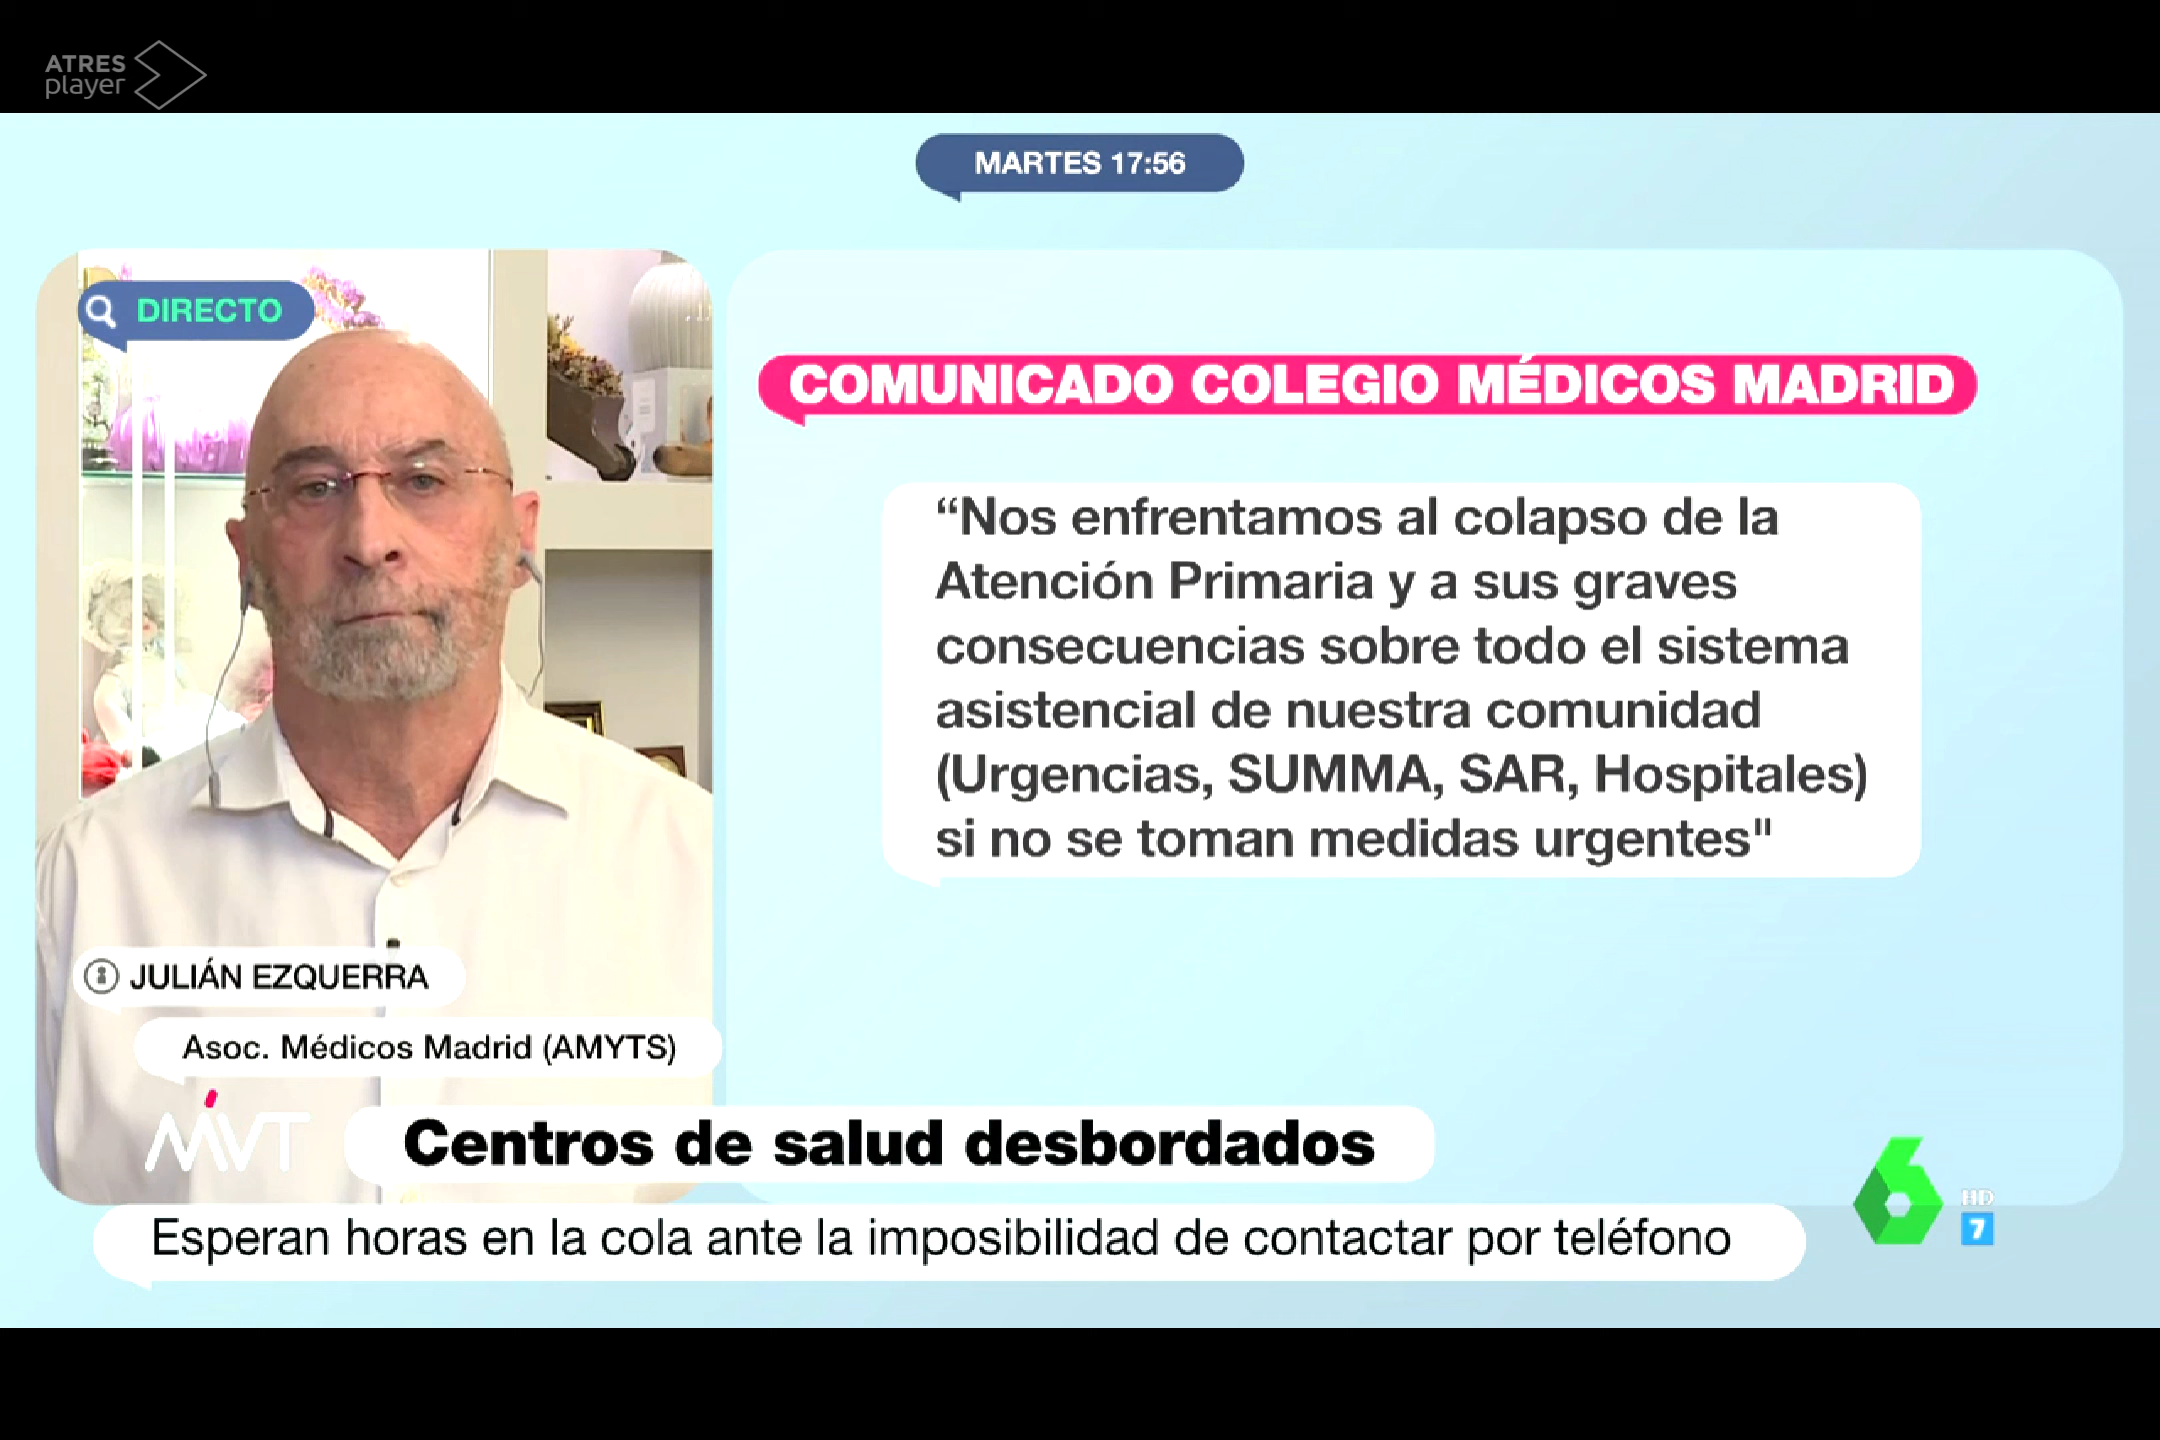 ATRES
player
MARTES 17:56
DIRECTO
COMUNICADO COLEGIO MÉDICOS MADRID
“Nos enfrentamos al colapso de la
Atención Primaria y a sus graves
consecuencias sobre todo el sistema
asistencial de nuestra comunidad
(Urgencias, SUMMA, SAR, Hospitales)
si no se toman medidas urgentes"
JULIÁN EZQUERRA
Asoc. Médicos Madrid (AMYTS)
MVT
Centros de salud desbordados
Esperan horas en la cola ante la imposibilidad de contactar por teléfono
6
HD
7